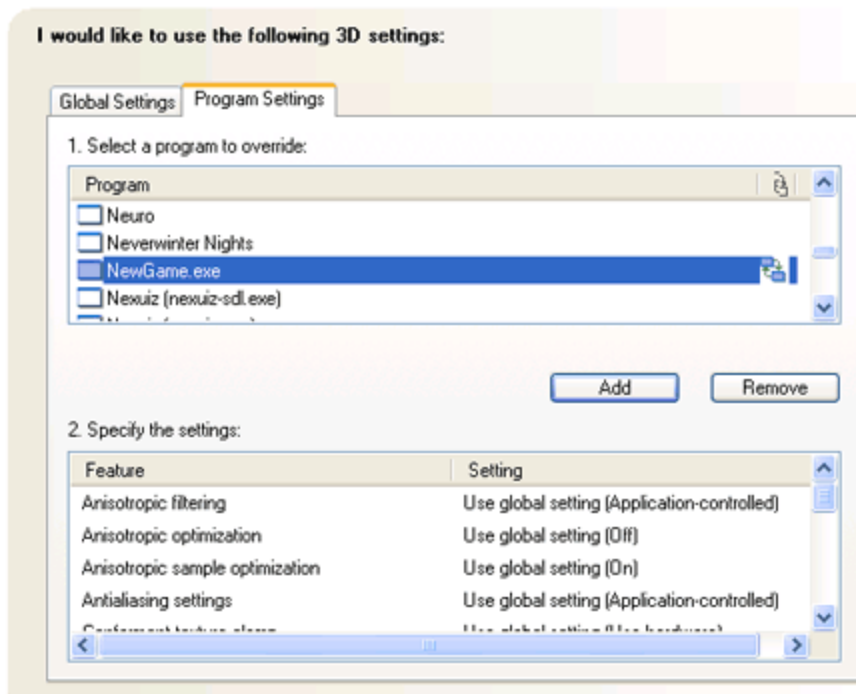 I would like to use the following 3D settings:
Global Settings Program Settings
1. Select a program to override:
Program
Neuro
Neverwinter Nights
NewGame.exe
Nexuiz (nexuiz-sdl.exe)
Add Remove
2. Specify the settings:
Feature Setting
Anisotropic filtering Use global setting (Application-controlled)
Anisotropic optimization Use global setting (Off)
Anisotropic sample optimization Use global setting (On)
Antialiasing settings Use global setting (Application-controlled)